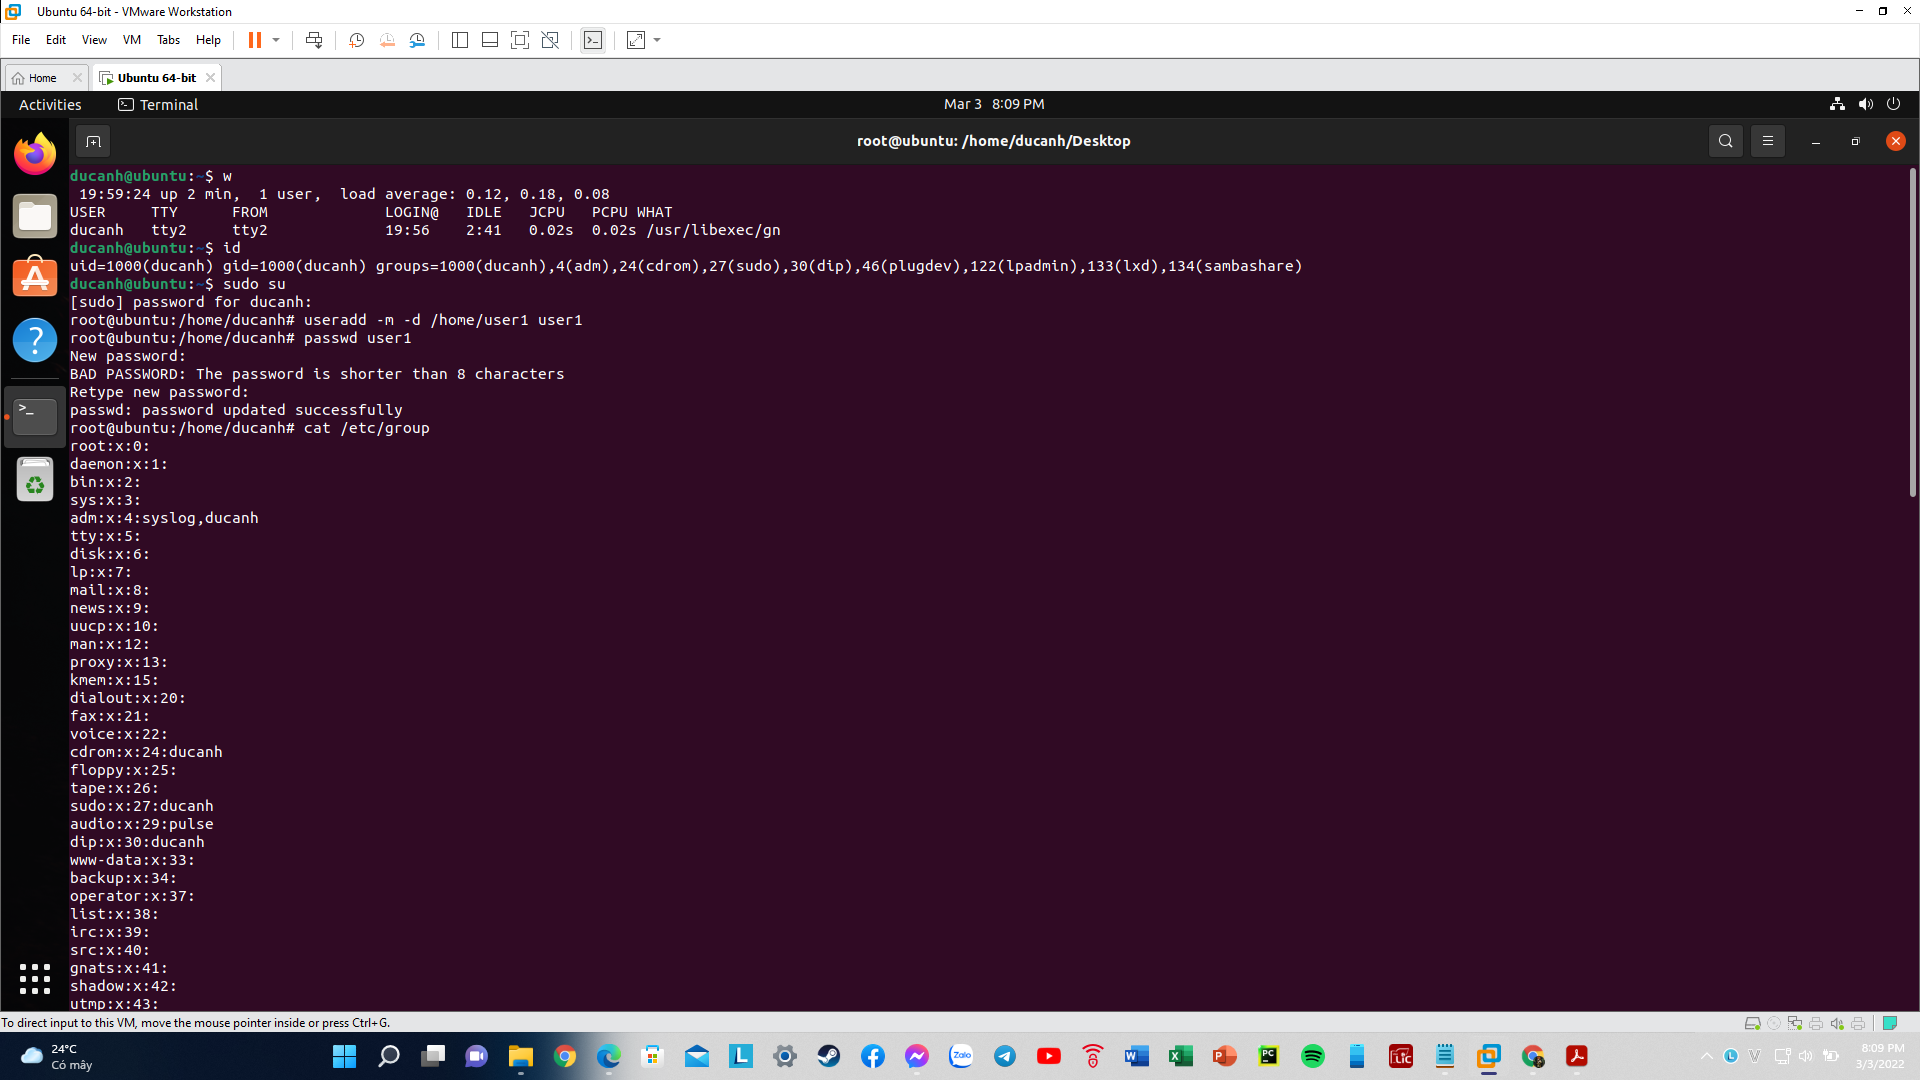 Ubuntu 64-bit - VMware Workstation
File Edit View VM Tabs Help
Home
Ubuntu 64-bit
Activities Terminal Mar 3 8:09 PM
root@ubuntu: /home/ducanh/Desktop
ducanh@ubuntu:~$ w
19:59:24 up 2 min, 1 user, load average: 0.12, 0.18, 0.08
USER TTY FROM LOGIN@ IDLE JCPU PCPU WHAT
ducanh tty2 tty2 19:56 2:41 0.02s 0.02s /usr/libexec/gn
ducanh@ubuntu:~$ id
uid=1000(ducanh) gid=1000(ducanh) groups=1000(ducanh),4(adm),24(cdrom),27(sudo),30(dip),46(plugdev),122(lpadmin),133(lxd),134(sambashare)
ducanh@ubuntu:~$ sudo su
[sudo] password for ducanh:
root@ubuntu:/home/ducanh# useradd -m -d /home/user1 user1
root@ubuntu:/home/ducanh# passwd user1
New password:
BAD PASSWORD: The password is shorter than 8 characters
Retype new password:
passwd: password updated successfully
root@ubuntu:/home/ducanh# cat /etc/group
root:x:0:
daemon:x:1:
bin:x:2:
sys:x:3:
adm:x:4:syslog,ducanh
tty:x:5:
disk:x:6:
lp:x:7:
mail:x:8:
news:x:9:
uucp:x:10:
man:x:12:
proxy:x:13:
kmem:x:15:
dialout:x:20:
fax:x:21:
voice:x:22:
cdrom:x:24:ducanh
floppy:x:25:
tape:x:26:
sudo:x:27:ducanh
audio:x:29:pulse
dip:x:30:ducanh
www-data:x:33:
backup:x:34:
operator:x:37:
list:x:38:
irc:x:39:
src:x:40:
gnats:x:41:
shadow:x:42:
utmp:x:43:
To direct input to this VM, move the mouse pointer inside or press Ctrl+G.
24°C
Có mây
8:09 PM
3/3/2022